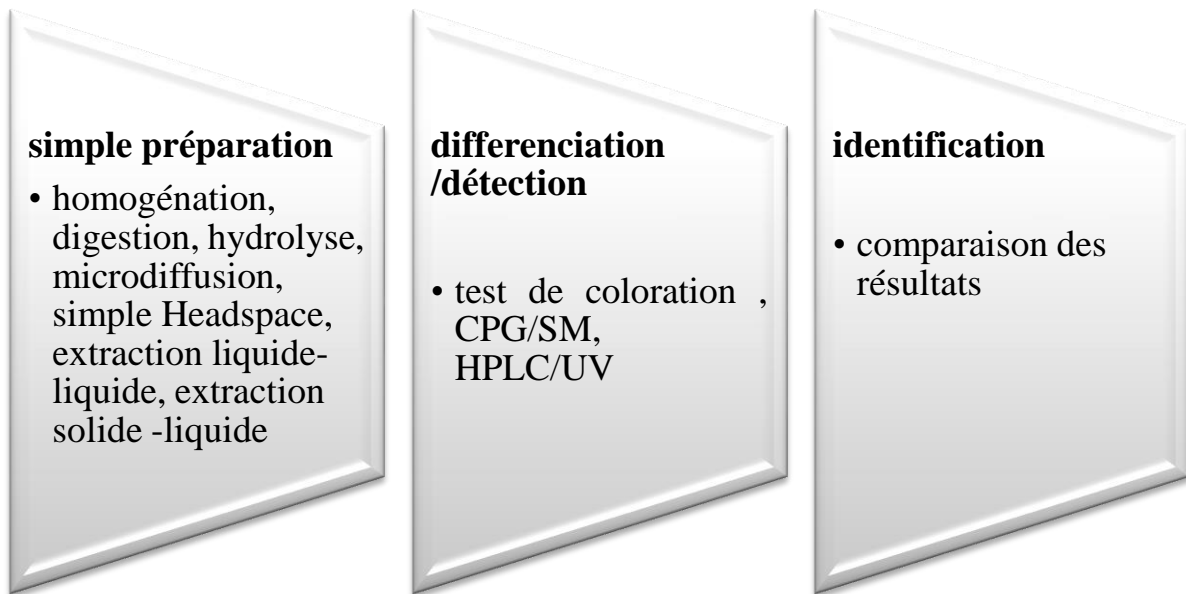 simple préparation
• homogénation,
digestion, hydrolyse,
microdiffusion,
simple Headspace,
extraction liquide-
liquide, extraction
solide -liquide
differenciation
/détection
• test de coloration ,
CPG/SM,
HPLC/UV
identification
• comparaison des
résultats